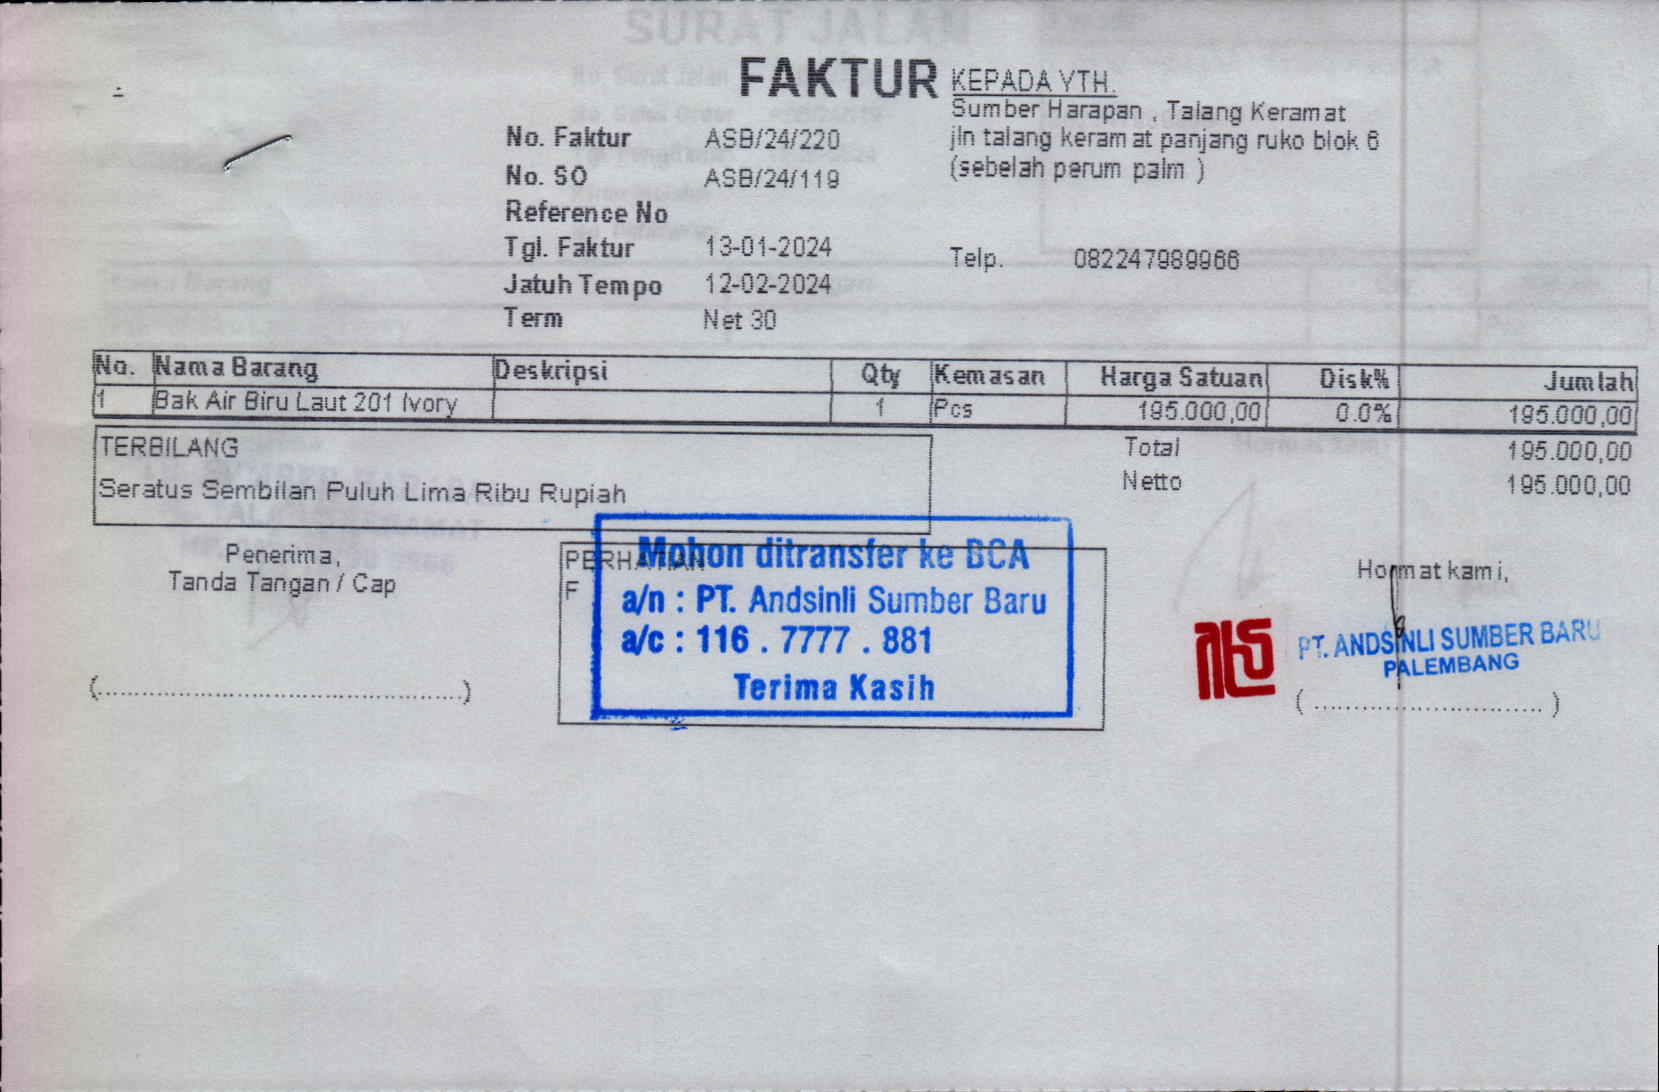 SURAT JALAN
FAKTUR
KEPADA YTH.
Sumber Harapan , Talang Keramat
jln talang keramat panjang ruko blok 6
(sebelah perum palm )
No. Faktur ASB/24/220
No. SO ASB/24/119
Reference No
Tgl. Faktur 13-01-2024
Telp. 082247989966
Jatuh Tempo 12-02-2024
Term Net 30
No. Nama Barang Deskripsi Qty Kemasan Harga Satuan Disk% Jumlah
1 Bak Air Biru Laut 201 Ivory 1 Pcs 195.000,00 0.0% 195.000,00
TERBILANG
Seratus Sembilan Puluh Lima Ribu Rupiah
Total 195.000,00
Netto 195.000,00
Penerima,
Tanda Tangan / Cap
(...........................................)
PERHATIAN
F
Mohon ditransfer ke BCA
a/n : PT. Andsinli Sumber Baru
a/c : 116 . 7777 . 881
Terima Kasih
Hormat kami,
PT. ANDSINLI SUMBER BARU
PALEMBANG
( ........................... )